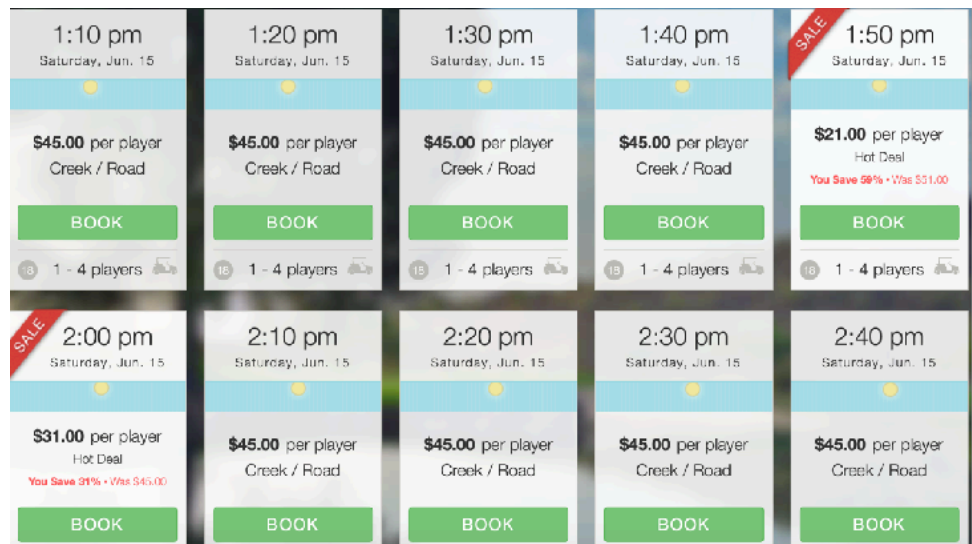 1:10 pm
Saturday, Jun. 15
$45.00 per player
Creek / Road
BOOK
18 1 - 4 players
1:20 pm
Saturday, Jun. 15
$45.00 per player
Creek / Road
BOOK
18 1 - 4 players
1:30 pm
Saturday, Jun. 15
$45.00 per player
Creek / Road
BOOK
18 1 - 4 players
1:40 pm
Saturday, Jun. 15
$45.00 per player
Creek / Road
BOOK
18 1 - 4 players
SALE
1:50 pm
Saturday, Jun. 15
$21.00 per player
Hot Deal
You Save 59% • Was $51.00
BOOK
18 1 - 4 players
SALE
2:00 pm
Saturday, Jun. 15
$31.00 per player
Hot Deal
You Save 31% • Was $45.00
BOOK
2:10 pm
Saturday, Jun. 15
$45.00 per player
Creek / Road
BOOK
2:20 pm
Saturday, Jun. 15
$45.00 per player
Creek / Road
BOOK
2:30 pm
Saturday, Jun. 15
$45.00 per player
Creek / Road
BOOK
2:40 pm
Saturday, Jun. 15
$45.00 per player
Creek / Road
BOOK